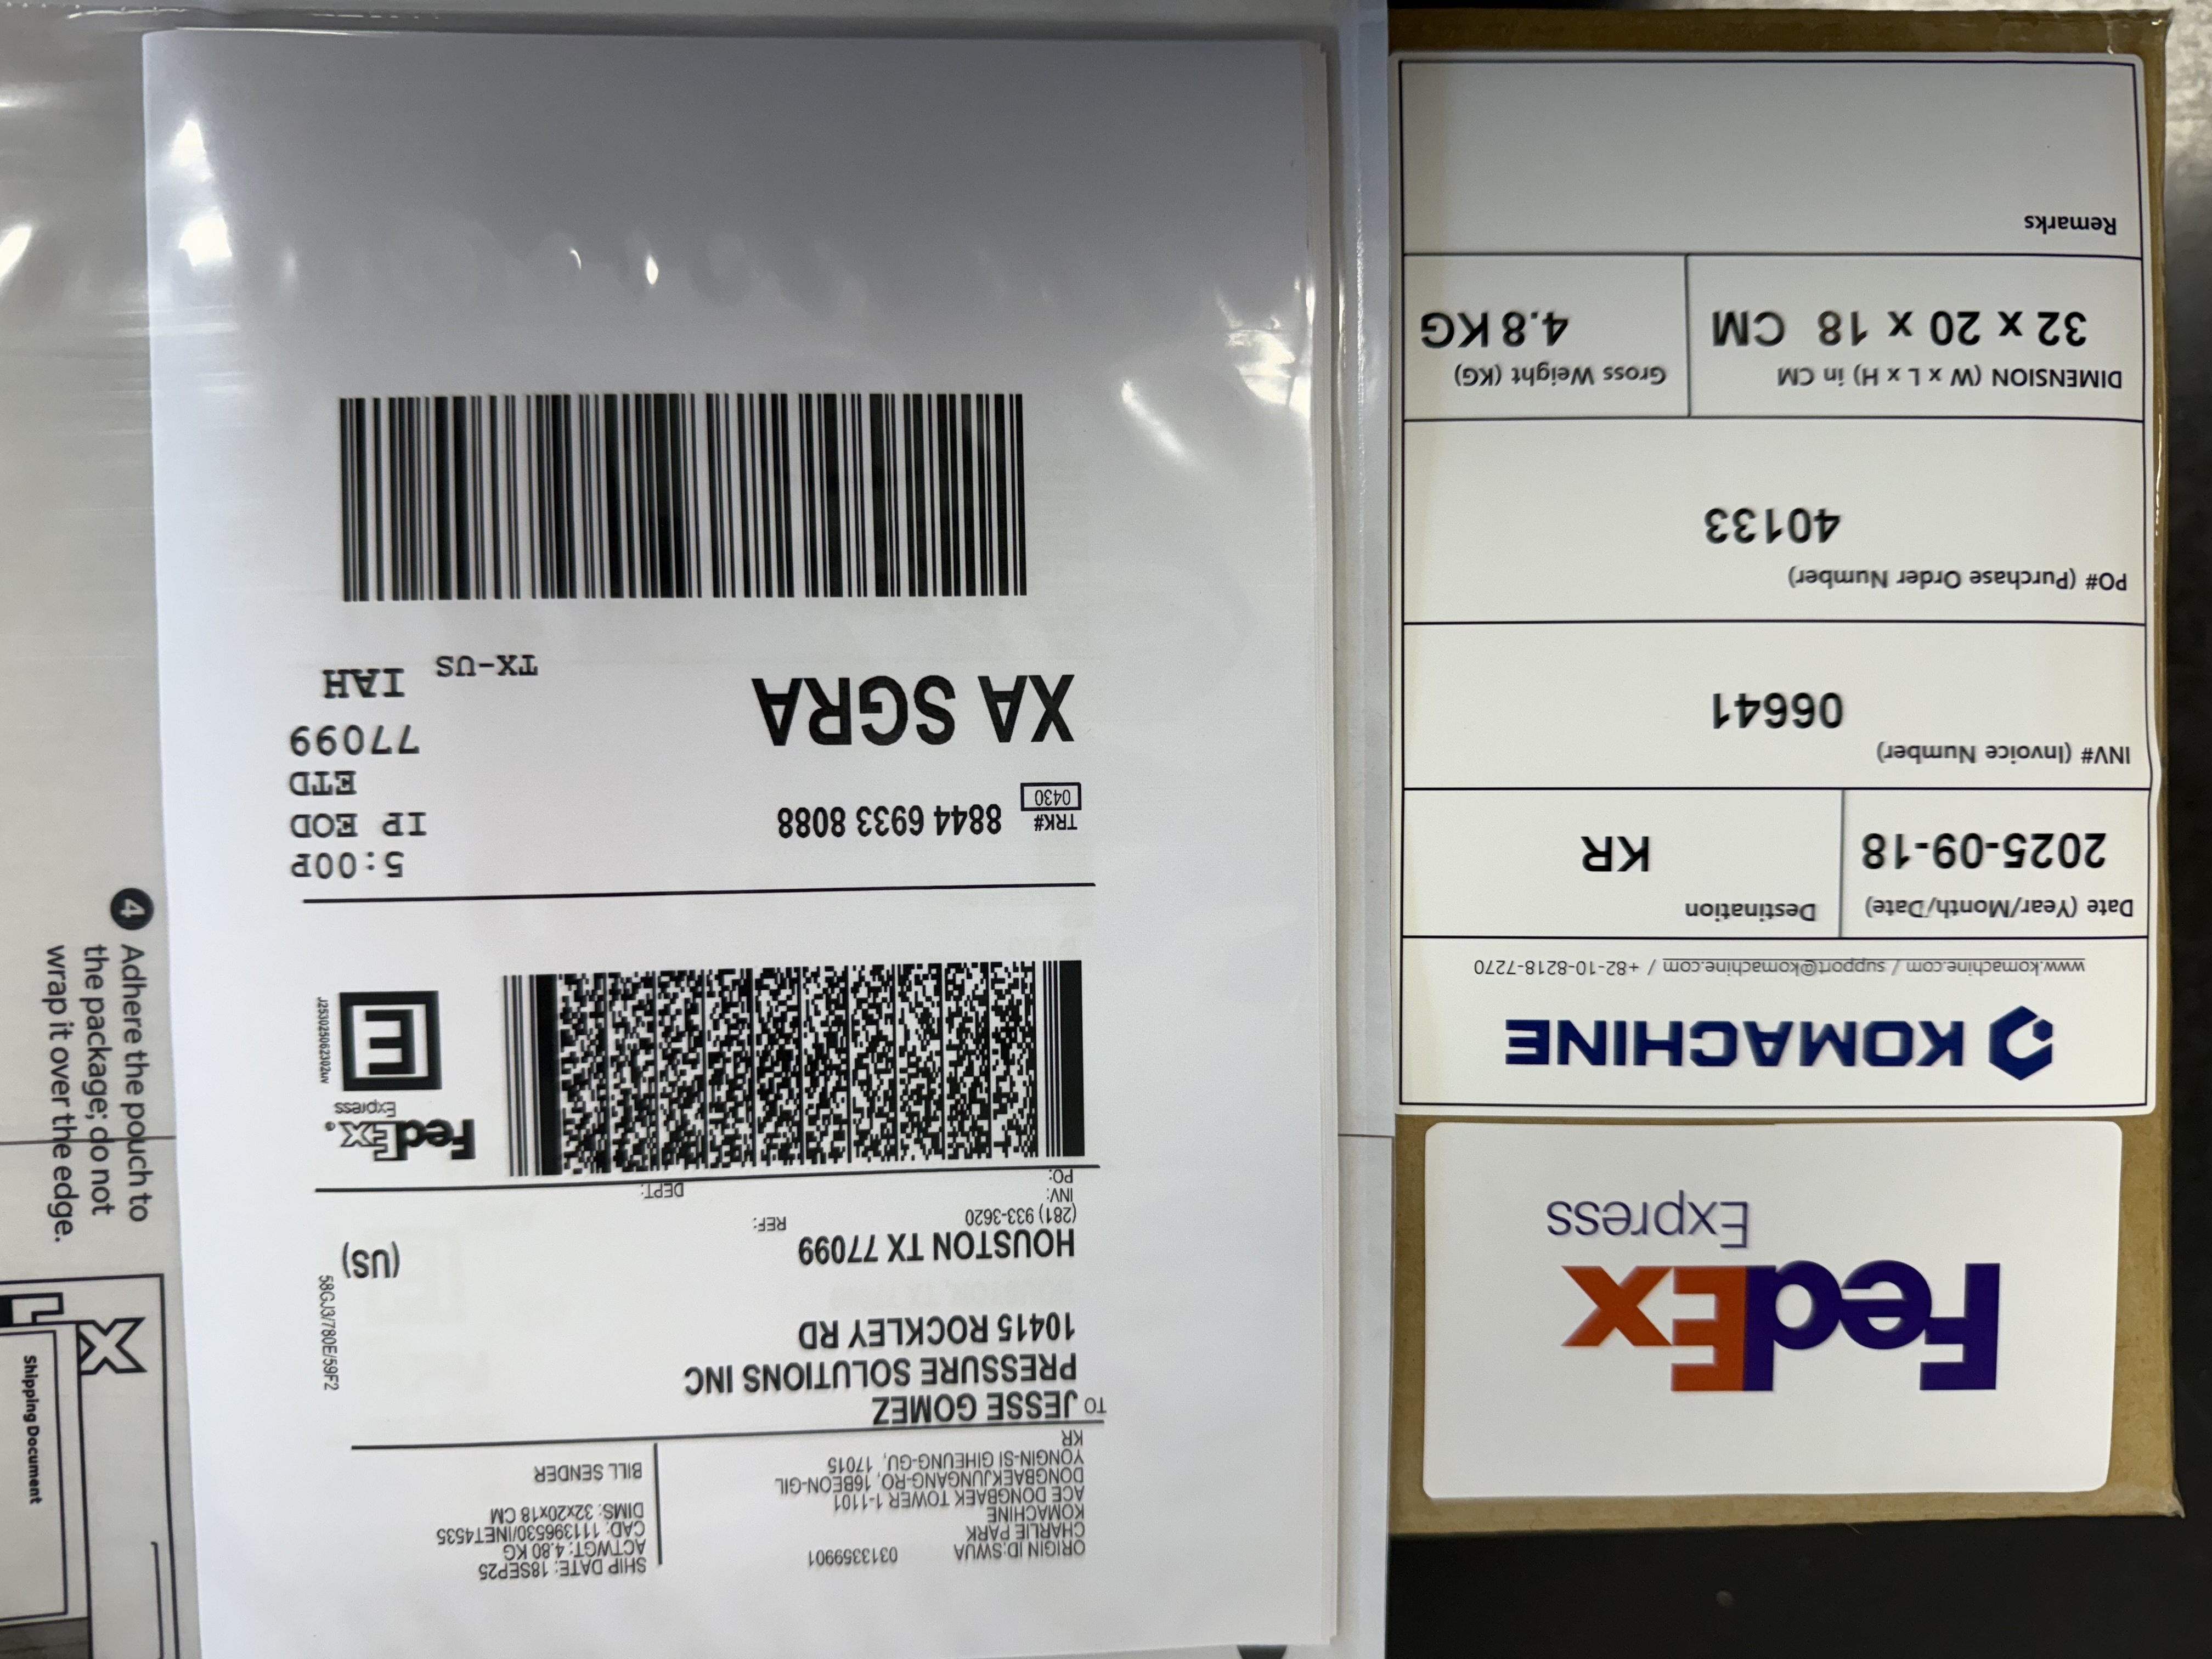 ORIGIN ID:SWUA 0313359901
CHARLIE PARK
KOMACHINE
ACE DONGBAEK TOWER 1-1101
DONGBAEKJUNGANG-RO, 16BEON-GIL
YONGIN-SI GIHEUNG-GU, 17015
KR
SHIP DATE: 18SEP25
ACTWGT: 4.80 KG
CAD: 111396530/INET4535
DIMS: 32x20x18 CM
BILL SENDER
TO JESSE GOMEZ
PRESSURE SOLUTIONS INC
10415 ROCKLEY RD
HOUSTON TX 77099
(US)
(281) 933-3620 REF:
INV:
PO: DEPT:
58GJ3/780E/59F2
FedEx®
Express
E
J253025062302uv
TRK# 8844 6933 8088
0430
5:00P
IP EOD
ETD
77099
XA SGRA
TX-US IAH
FedEx
Express
KOMACHINE
www.komachine.com / support@komachine.com / +82-10-8218-7270
Date (Year/Month/Date) Destination
2025-09-18 KR
INV# (Invoice Number)
06641
PO# (Purchase Order Number)
40133
DIMENSION (W x L x H) in CM Gross Weight (KG)
32 x 20 x 18 CM 4.8 KG
Remarks
4 Adhere the pouch to
the package; do not
wrap it over the edge.
Shipping Document